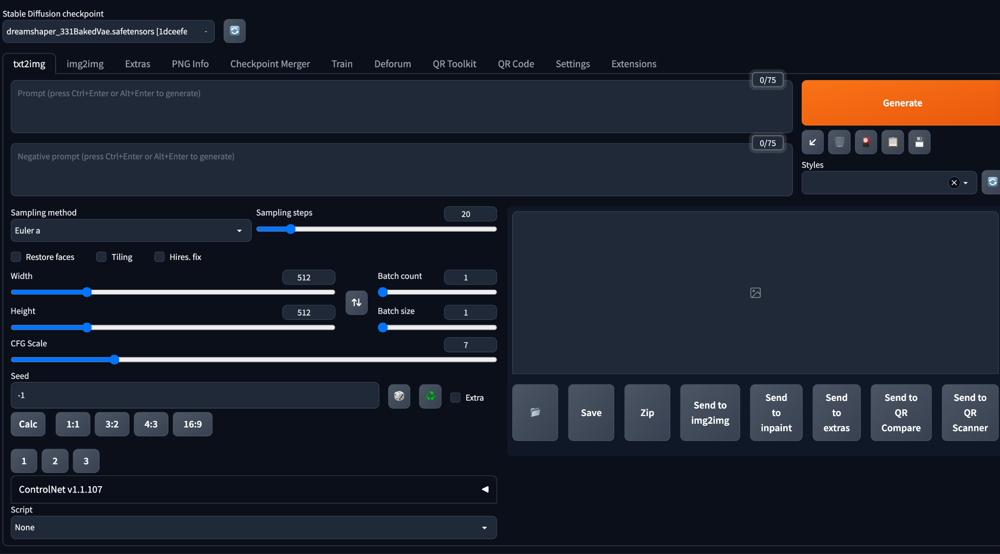 Stable Diffusion checkpoint
dreamshaper_331BakedVae.safetensors [1dceefe
txt2img img2img Extras PNG Info Checkpoint Merger Train Deforum QR Toolkit QR Code Settings Extensions
0/75
Prompt (press Ctrl+Enter or Alt+Enter to generate)
Generate
0/75
Negative prompt (press Ctrl+Enter or Alt+Enter to generate)
Styles
Sampling method
Euler a
Sampling steps
20
Restore faces Tiling Hires. fix
Width
512
Batch count
1
Height
512
Batch size
1
CFG Scale
7
Seed
-1
Extra
Calc 1:1 3:2 4:3 16:9
1 2 3
ControlNet v1.1.107
Script
None
Save
Zip
Send to
img2img
Send
to
inpaint
Send
to
extras
Send to
QR
Compare
Send to
QR
Scanner